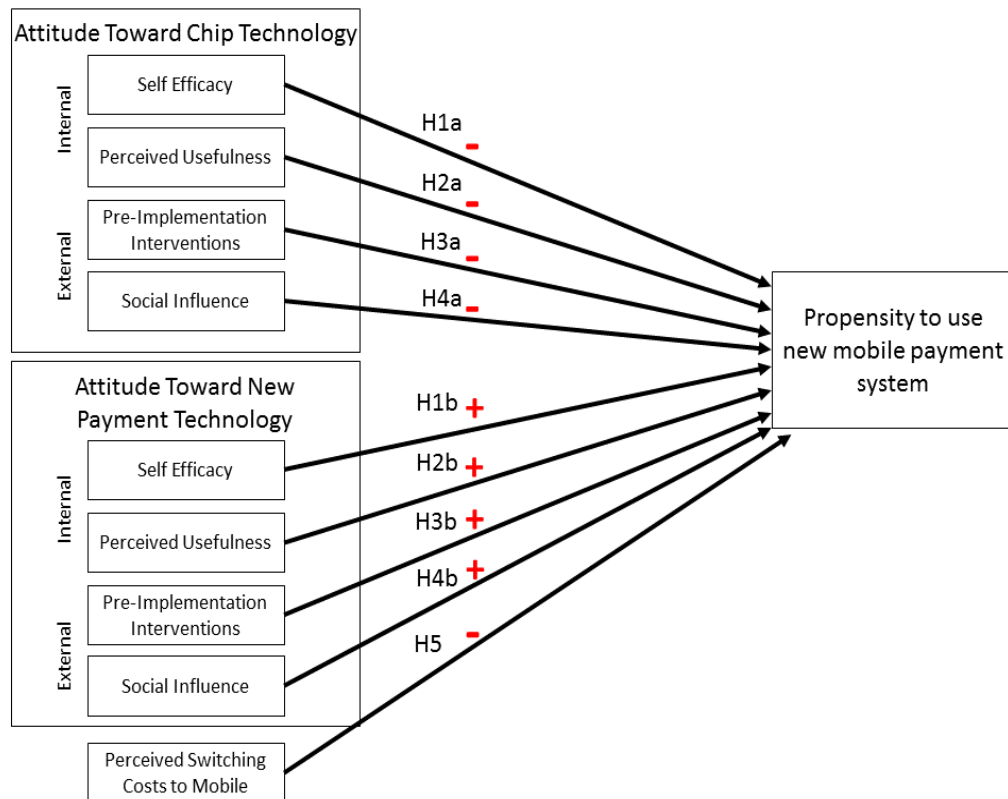 Attitude Toward Chip Technology
Internal
Self Efficacy
Perceived Usefulness
External
Pre-Implementation
Interventions
Social Influence
H1a
-
H2a
-
H3a
-
H4a
-
Propensity to use
new mobile payment
system
Attitude Toward New
Payment Technology
Internal
Self Efficacy
Perceived Usefulness
External
Pre-Implementation
Interventions
Social Influence
H1b
+
H2b
+
H3b
+
H4b
+
H5
-
Perceived Switching
Costs to Mobile